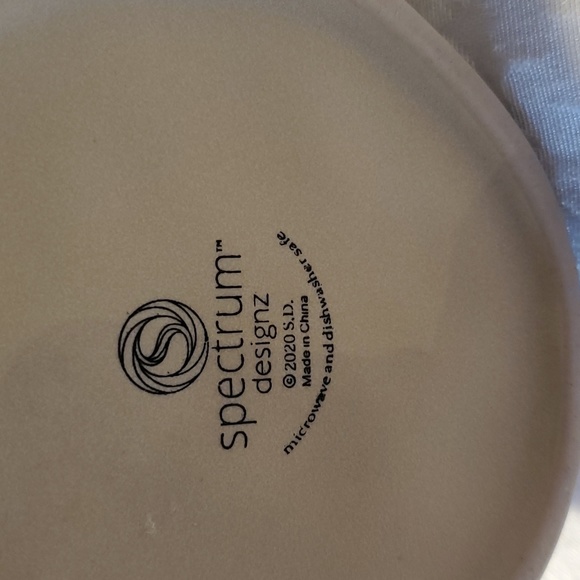 spectrum™
designz
© 2020 S.D.
Made in China
microwave and dishwasher safe